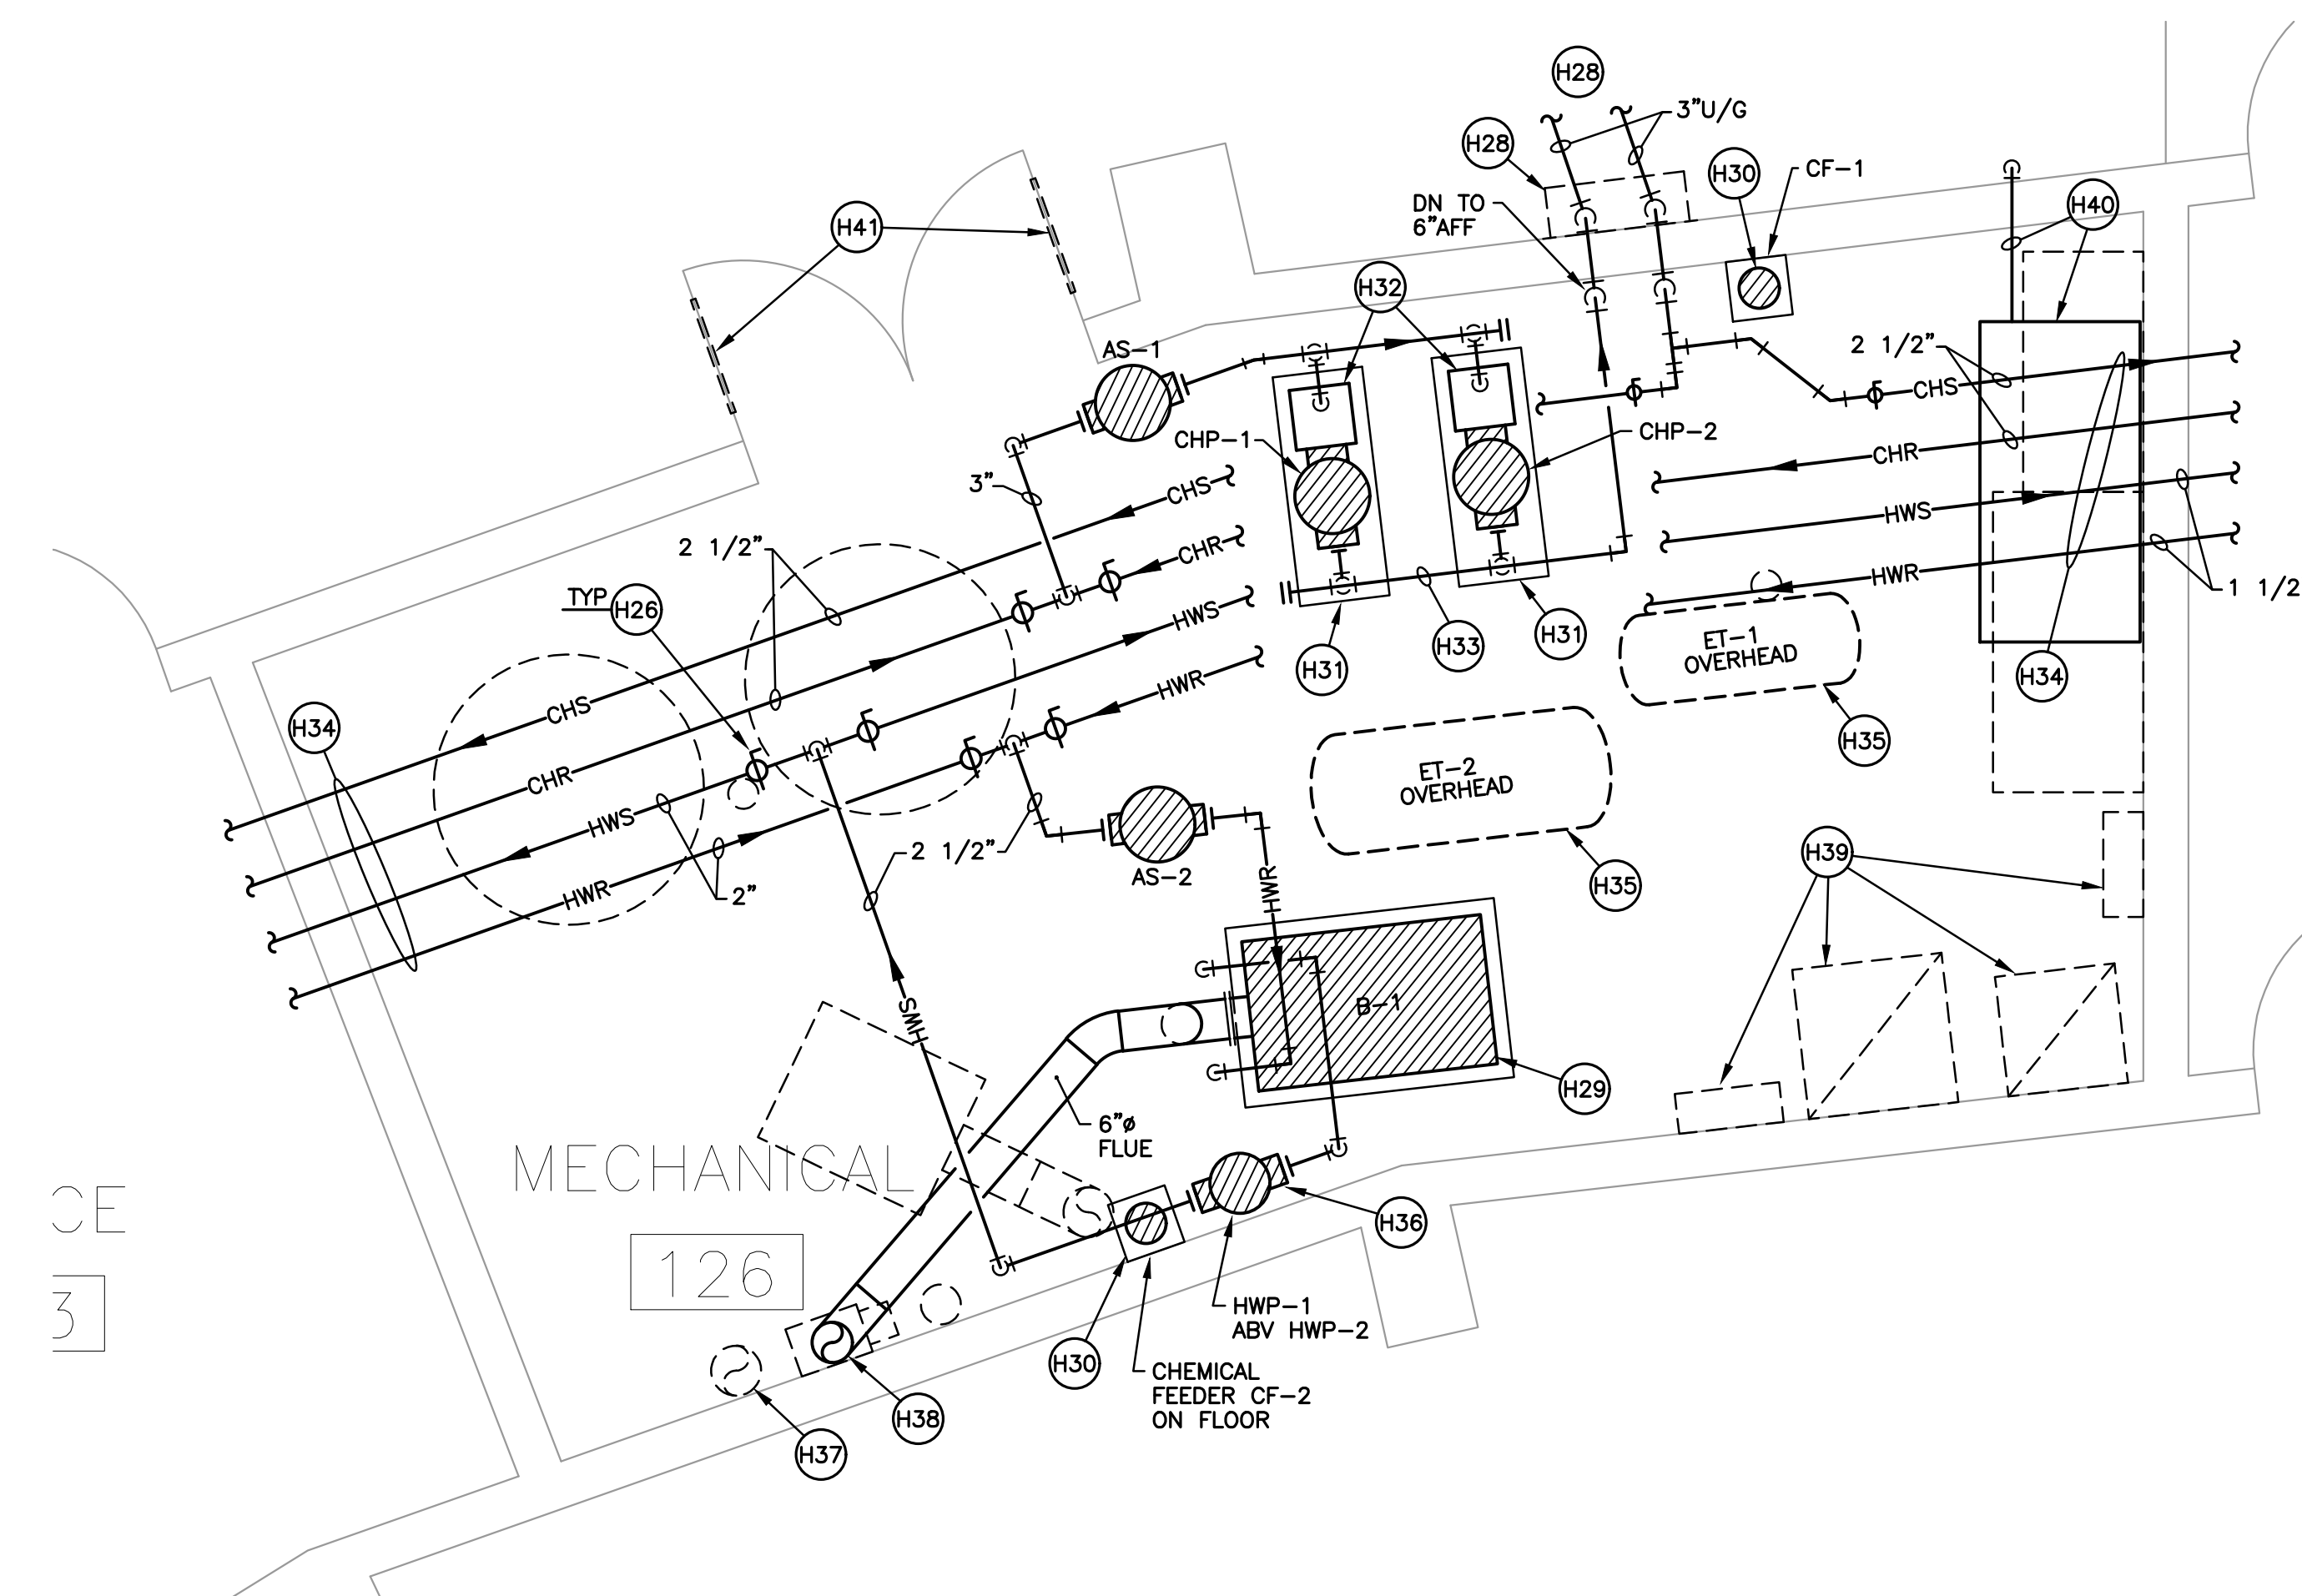 H28
3"U/G
H28
H30
CF-1
DN TO
6"AFF
H40
H41
H32
AS-1
2 1/2"
CHS
CHP-1
CHP-2
CHR
3"
CHS
HWS
2 1/2"
CHR
HWR
1 1/2
TYP
H26
HWS
H31
H33
H31
ET-1
OVERHEAD
H34
HWR
H34
CHS
H35
CHR
ET-2
OVERHEAD
HWS
2"
2 1/2"
HWR
AS-2
HWR
H35
H39
HWS
B-1
H29
6"ø
FLUE
MECHANICAL
CE
126
3
H36
HWP-1
ABV HWP-2
H30
CHEMICAL
FEEDER CF-2
ON FLOOR
H38
H37